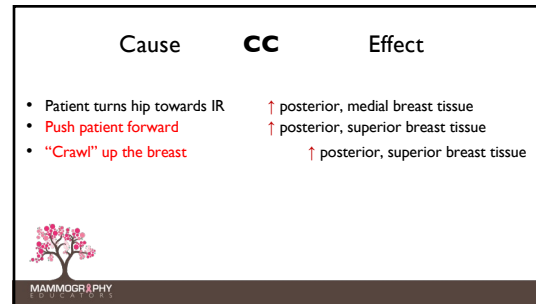 Cause CC Effect
• Patient turns hip towards IR ↑ posterior, medial breast tissue
• Push patient forward ↑ posterior, superior breast tissue
• “Crawl” up the breast ↑ posterior, superior breast tissue
MAMMOGRAPHY
EDUCATORS